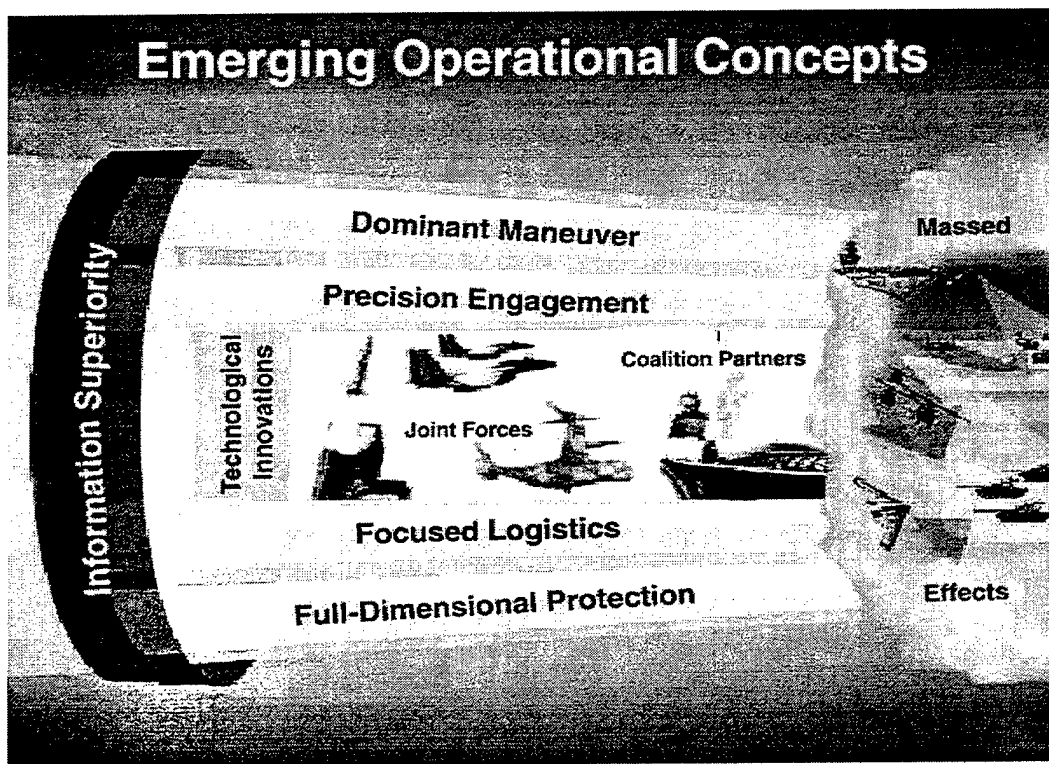 Emerging Operational Concepts
Information Superiority
Dominant Maneuver
Precision Engagement
Technological
Innovations
Joint Forces
Coalition Partners
Focused Logistics
Full-Dimensional Protection
Massed
Effects